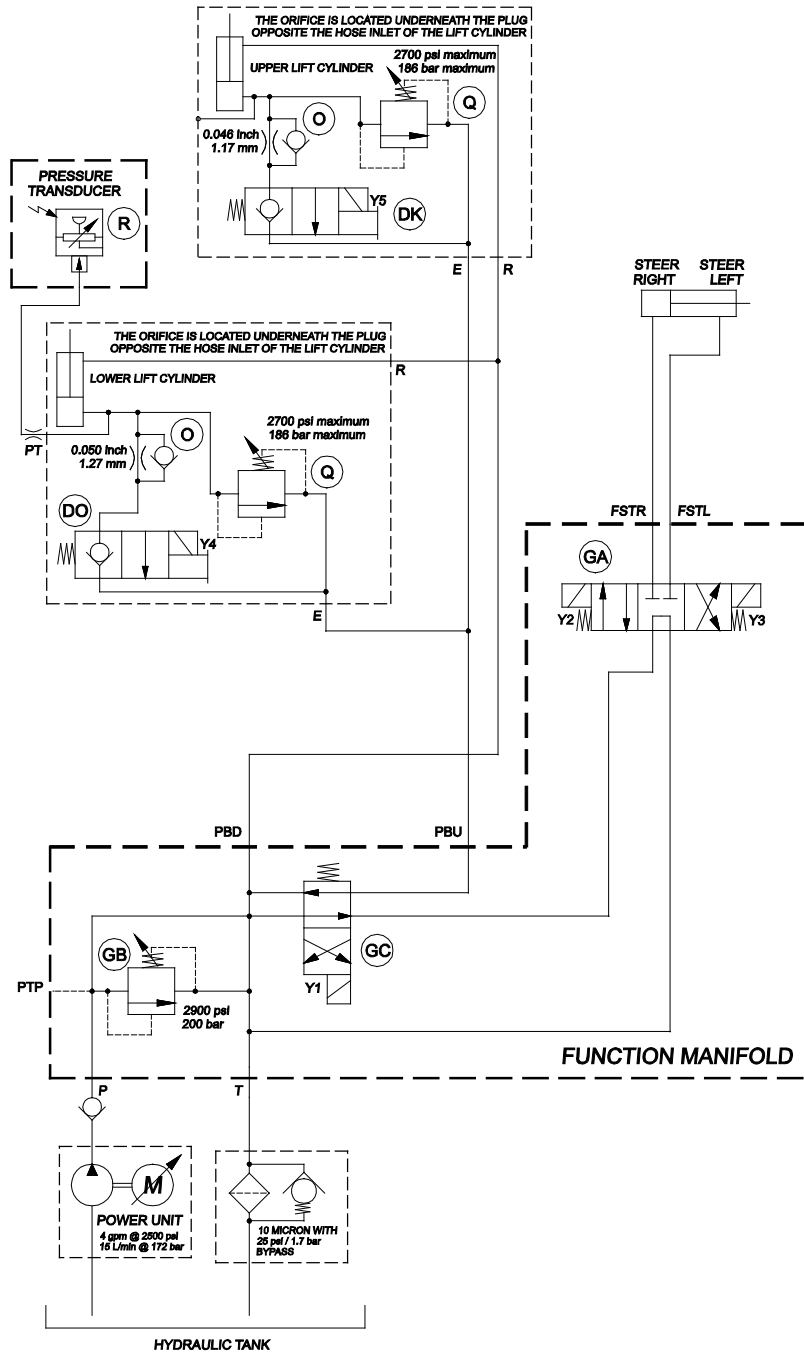 THE ORIFICE IS LOCATED UNDERNEATH THE PLUG
OPPOSITE THE HOSE INLET OF THE LIFT CYLINDER
2700 psi maximum
186 bar maximum
UPPER LIFT CYLINDER
Q
O
0.046 inch
1.17 mm
Y5
DK
PRESSURE
TRANSDUCER
R
E
R
STEER
RIGHT
STEER
LEFT
THE ORIFICE IS LOCATED UNDERNEATH THE PLUG
OPPOSITE THE HOSE INLET OF THE LIFT CYLINDER
R
LOWER LIFT CYLINDER
2700 psi maximum
186 bar maximum
O
PT
0.050 inch
1.27 mm
Q
DO
Y4
E
FSTR
FSTL
GA
Y2
Y3
PBD
PBU
GB
GC
PTP
2900 psi
200 bar
Y1
FUNCTION MANIFOLD
P
T
M
POWER UNIT
4 gpm @ 2500 psi
15 L/min @ 172 bar
10 MICRON WITH
25 psi / 1.7 bar
BYPASS
HYDRAULIC TANK